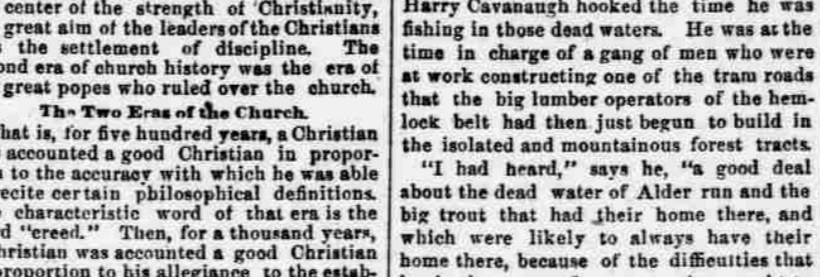 center of the strength of Christianity,
great aim of the leaders of the Christians
the settlement of discipline. The
ond era of church history was the era of
great popes who ruled over the church.
The Two Eras of the Church.
hat is, for five hundred years, a Christian
accounted a good Christian in propor-
to the accuracy with which he was able
ecite certain philosophical definitions.
characteristic word of that era is the
d "creed." Then, for a thousand years,
hristian was accounted a good Christian
proportion to his allegiance to the estab-
Harry Cavanaugh hooked the time he was
fishing in those dead waters. He was at the
time in charge of a gang of men who were
at work constructing one of the tram roads
that the big lumber operators of the hem-
lock belt had then just begun to build in
the isolated and mountainous forest tracts.
"I had heard," says he, "a good deal
about the dead water of Alder run and the
big trout that had their home there, and
which were likely to always have their
home there, because of the difficulties that